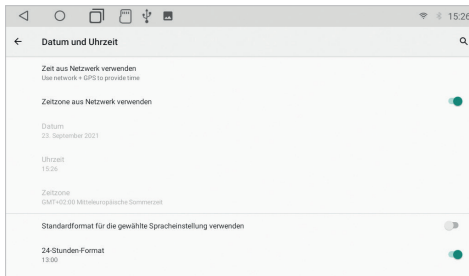 15:26
Datum und Uhrzeit
Zeit aus Netzwerk verwenden
Use network + GPS to provide time
Zeitzone aus Netzwerk verwenden
Datum
23. September 2021
Uhrzeit
15:26
Zeitzone
GMT+02:00 Mitteleuropäische Sommerzeit
Standardformat für die gewählte Spracheinstellung verwenden
24-Stunden-Format
13:00